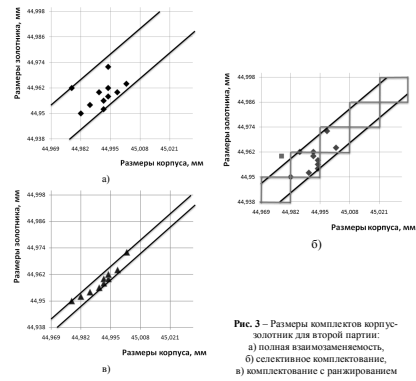 Размеры золотника, мм
44,998
44,986
44,974
44,962
44,95
44,938
44,969
44,982
44,995
45,008
45,021
Размеры корпуса, мм
а)
Размеры золотника, мм
44,998
44,986
44,974
44,962
44,95
44,938
44,969
44,982
44,995
45,008
45,021
Размеры корпуса, мм
б)
Размеры золотника, мм
44,998
44,986
44,974
44,962
44,95
44,938
44,969
44,982
44,995
45,008
45,021
Размеры корпуса, мм
в)
Рис. 3 – Размеры комплектов корпус-
золотник для второй партии:
а) полная взаимозаменяемость,
б) селективное комплектование,
в) комплектование с ранжированием